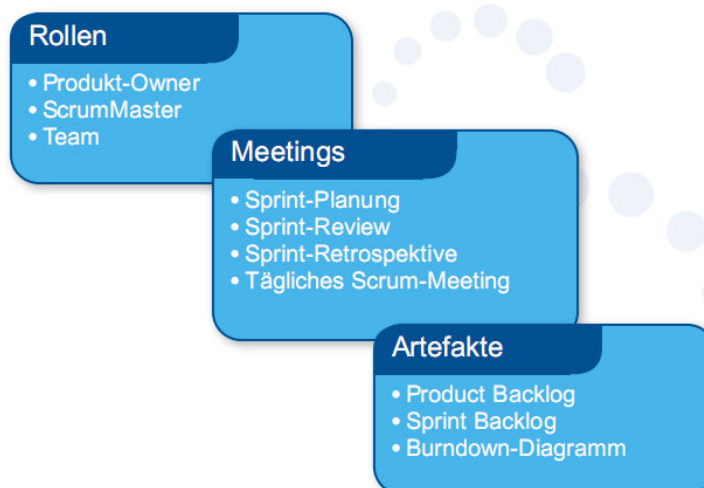 Rollen
• Produkt-Owner
• ScrumMaster
• Team
Meetings
• Sprint-Planung
• Sprint-Review
• Sprint-Retrospektive
• Tägliches Scrum-Meeting
Artefakte
• Product Backlog
• Sprint Backlog
• Burndown-Diagramm